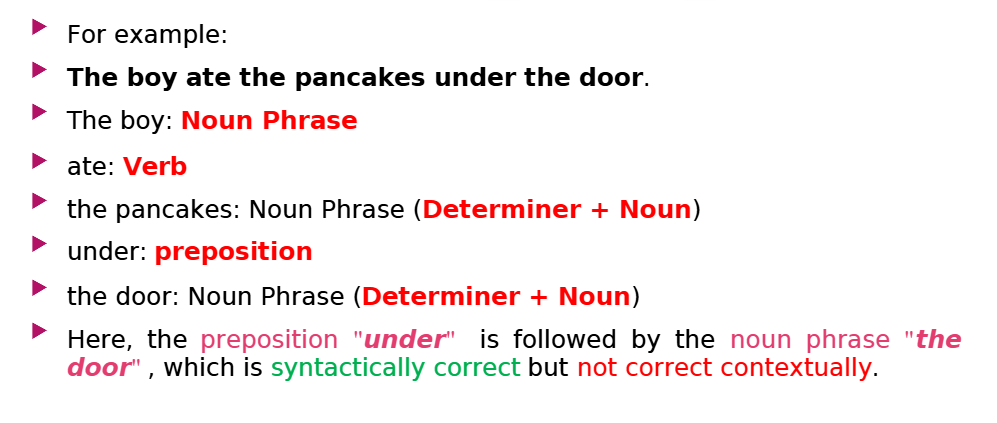 For example:
The boy ate the pancakes under the door.
The boy: Noun Phrase
ate: Verb
the pancakes: Noun Phrase (Determiner + Noun)
under: preposition
the door: Noun Phrase (Determiner + Noun)
Here, the preposition "under" is followed by the noun phrase "the
door" , which is syntactically correct but not correct contextually.